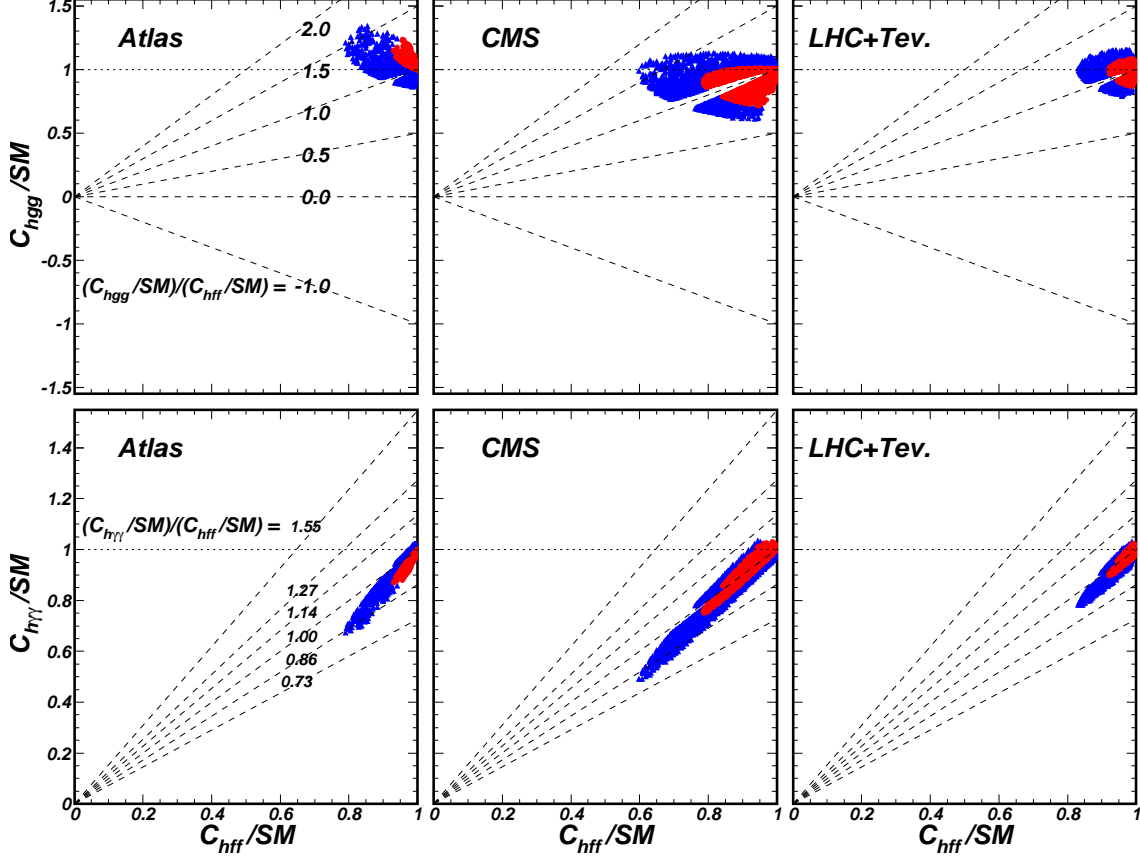 Atlas
CMS
LHC+Tev.
1.5
1
0.5
0
-0.5
-1
-1.5
C_hgg/SM
2.0
1.5
1.0
0.5
0.0
(C_hgg/SM)/(C_hff/SM) = -1.0
Atlas
CMS
LHC+Tev.
1.4
1.2
1
0.8
0.6
0.4
0.2
0
C_hγγ/SM
(C_hγγ/SM)/(C_hff/SM) = 1.55
1.27
1.14
1.00
0.86
0.73
0 0.2 0.4 0.6 0.8 1
0 0.2 0.4 0.6 0.8 1
0 0.2 0.4 0.6 0.8 1
C_hff/SM
C_hff/SM
C_hff/SM